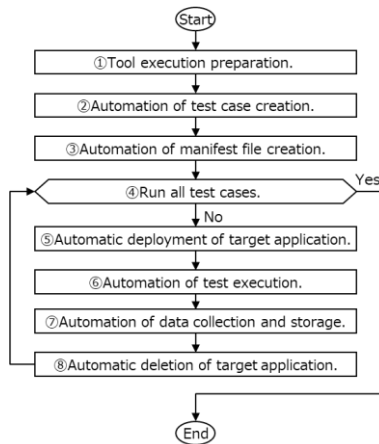 Start
①Tool execution preparation.
②Automation of test case creation.
③Automation of manifest file creation.
④Run all test cases.
Yes
No
⑤Automatic deployment of target application.
⑥Automation of test execution.
⑦Automation of data collection and storage.
⑧Automatic deletion of target application.
End